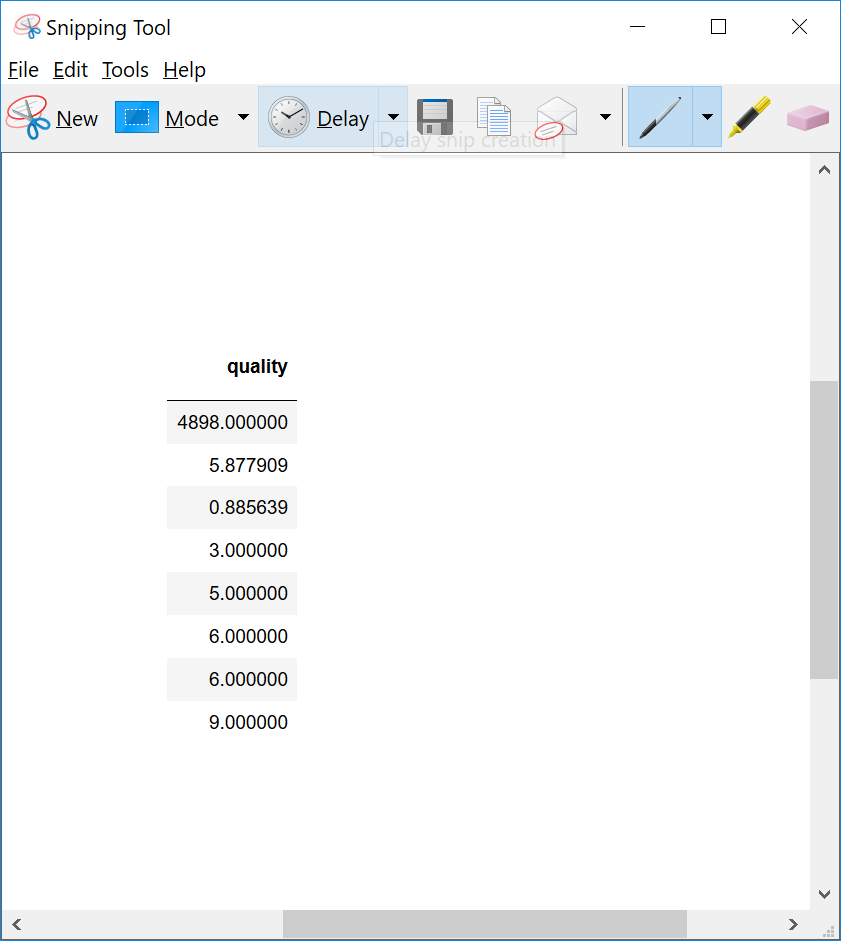 Snipping Tool
File Edit Tools Help
New Mode Delay
Delay snip creation
quality
4898.000000
5.877909
0.885639
3.000000
5.000000
6.000000
6.000000
9.000000